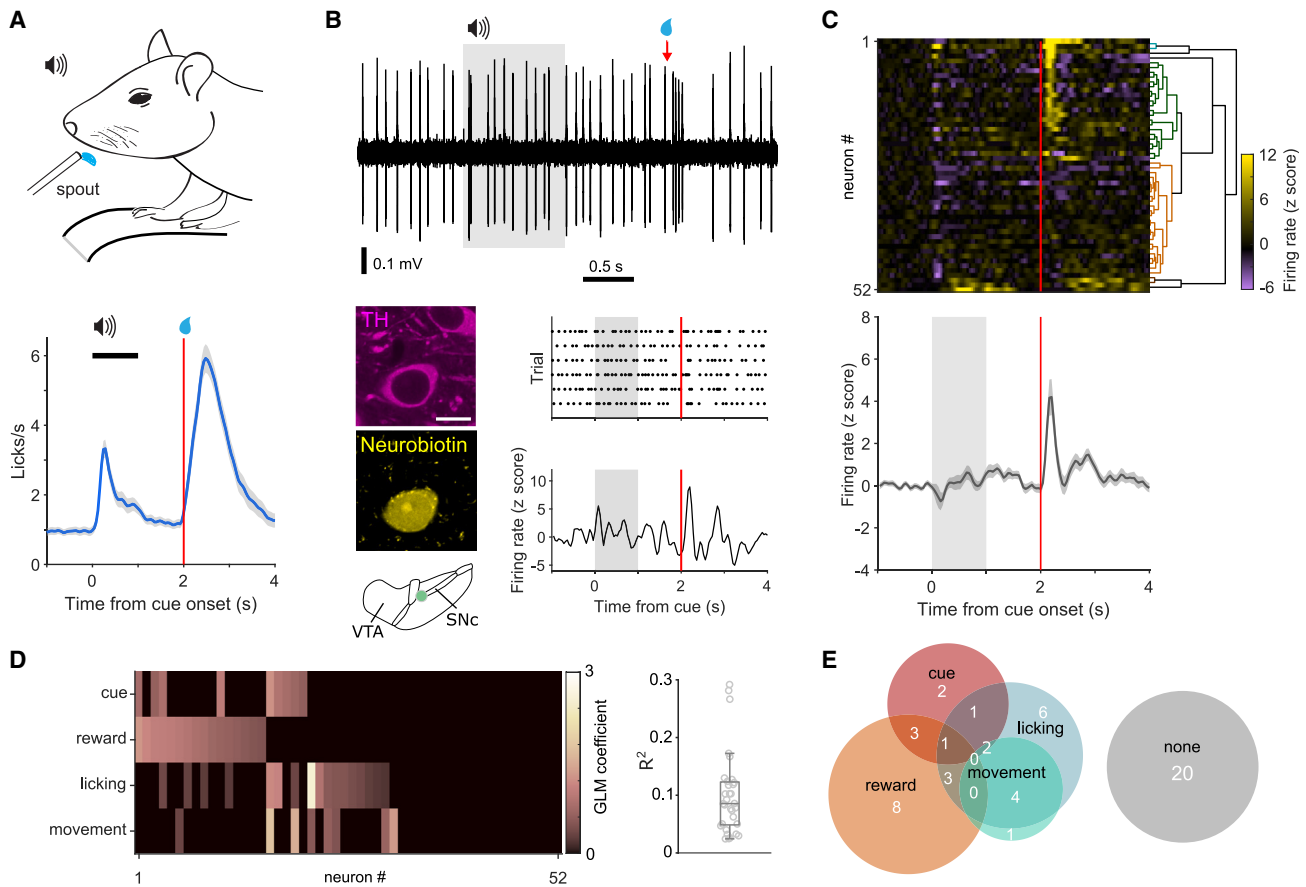 A
spout
Licks/s
6
4
2
0
0
2
4
Time from cue onset (s)
B
0.1 mV
0.5 s
TH
Neurobiotin
VTA
SNc
Trial
Firing rate (z score)
10
5
0
-5
0
2
4
Time from cue (s)
C
1
neuron #
52
12
6
0
-6
Firing rate (z score)
Firing rate (z score)
8
6
4
2
0
-2
-4
0
2
4
Time from cue onset (s)
D
cue
reward
licking
movement
1
neuron #
52
3
0
GLM coefficient
R²
0.3
0.2
0.1
0
E
cue
2
1
6
licking
3
1
2
0
movement
3
reward
0
4
8
1
none
20